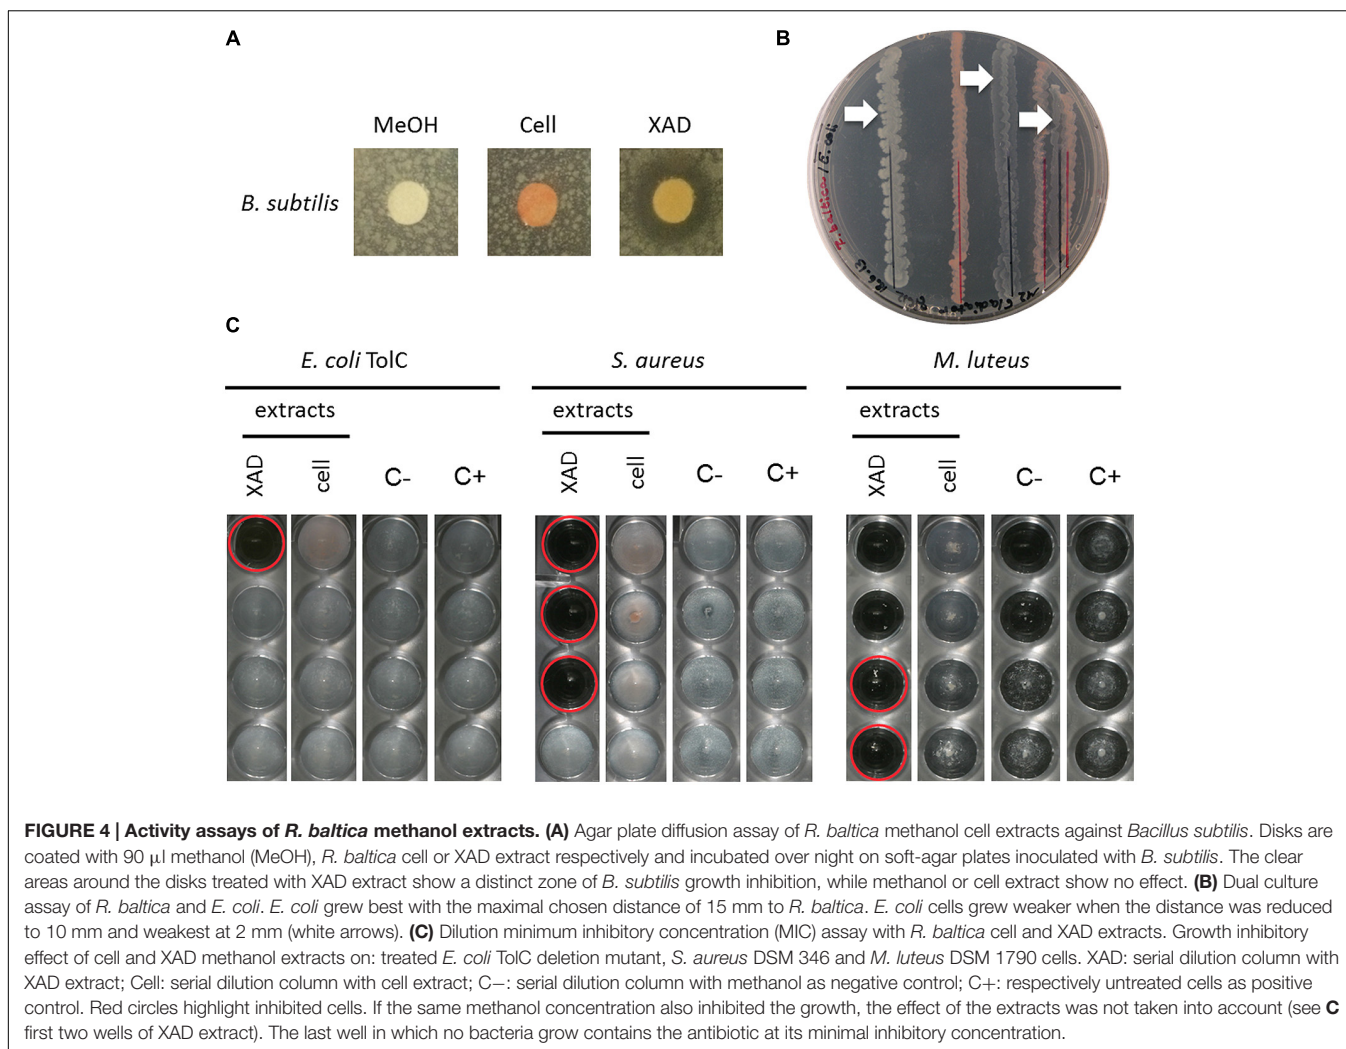 A
B
MeOH
Cell
XAD
B. subtilis
R. baltica / E. coli
C
E. coli TolC
S. aureus
M. luteus
extracts
extracts
extracts
XAD
cell
C-
C+
XAD
cell
C-
C+
XAD
cell
C-
C+
FIGURE 4 | Activity assays of R. baltica methanol extracts. (A) Agar plate diffusion assay of R. baltica methanol cell extracts against Bacillus subtilis. Disks are
coated with 90 μl methanol (MeOH), R. baltica cell or XAD extract respectively and incubated over night on soft-agar plates inoculated with B. subtilis. The clear
areas around the disks treated with XAD extract show a distinct zone of B. subtilis growth inhibition, while methanol or cell extract show no effect. (B) Dual culture
assay of R. baltica and E. coli. E. coli grew best with the maximal chosen distance of 15 mm to R. baltica. E. coli cells grew weaker when the distance was reduced
to 10 mm and weakest at 2 mm (white arrows). (C) Dilution minimum inhibitory concentration (MIC) assay with R. baltica cell and XAD extracts. Growth inhibitory
effect of cell and XAD methanol extracts on: treated E. coli TolC deletion mutant, S. aureus DSM 346 and M. luteus DSM 1790 cells. XAD: serial dilution column with
XAD extract; Cell: serial dilution column with cell extract; C−: serial dilution column with methanol as negative control; C+: respectively untreated cells as positive
control. Red circles highlight inhibited cells. If the same methanol concentration also inhibited the growth, the effect of the extracts was not taken into account (see C
first two wells of XAD extract). The last well in which no bacteria grow contains the antibiotic at its minimal inhibitory concentration.